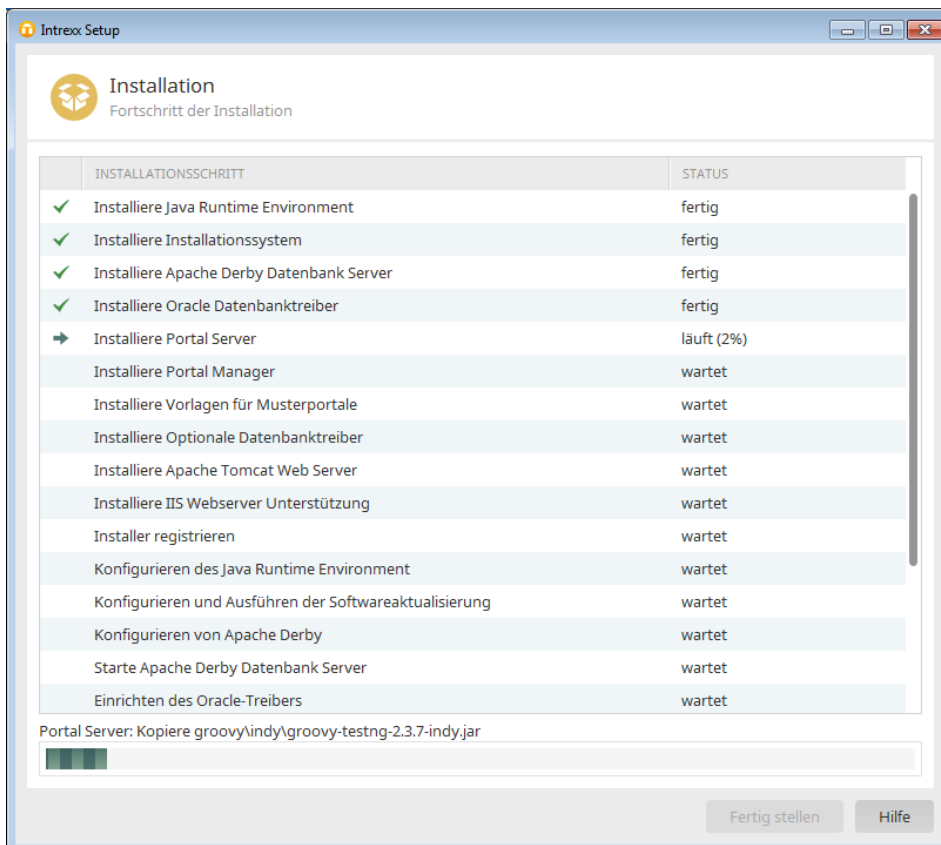 Intrexx Setup
Installation
Fortschritt der Installation
INSTALLATIONSSCHRITT STATUS
Installiere Java Runtime Environment fertig
Installiere Installationssystem fertig
Installiere Apache Derby Datenbank Server fertig
Installiere Oracle Datenbanktreiber fertig
Installiere Portal Server läuft (2%)
Installiere Portal Manager wartet
Installiere Vorlagen für Musterportale wartet
Installiere Optionale Datenbanktreiber wartet
Installiere Apache Tomcat Web Server wartet
Installiere IIS Webserver Unterstützung wartet
Installer registrieren wartet
Konfigurieren des Java Runtime Environment wartet
Konfigurieren und Ausführen der Softwareaktualisierung wartet
Konfigurieren von Apache Derby wartet
Starte Apache Derby Datenbank Server wartet
Einrichten des Oracle-Treibers wartet
Portal Server: Kopiere groovy\indy\groovy-testng-2.3.7-indy.jar
Fertig stellen Hilfe